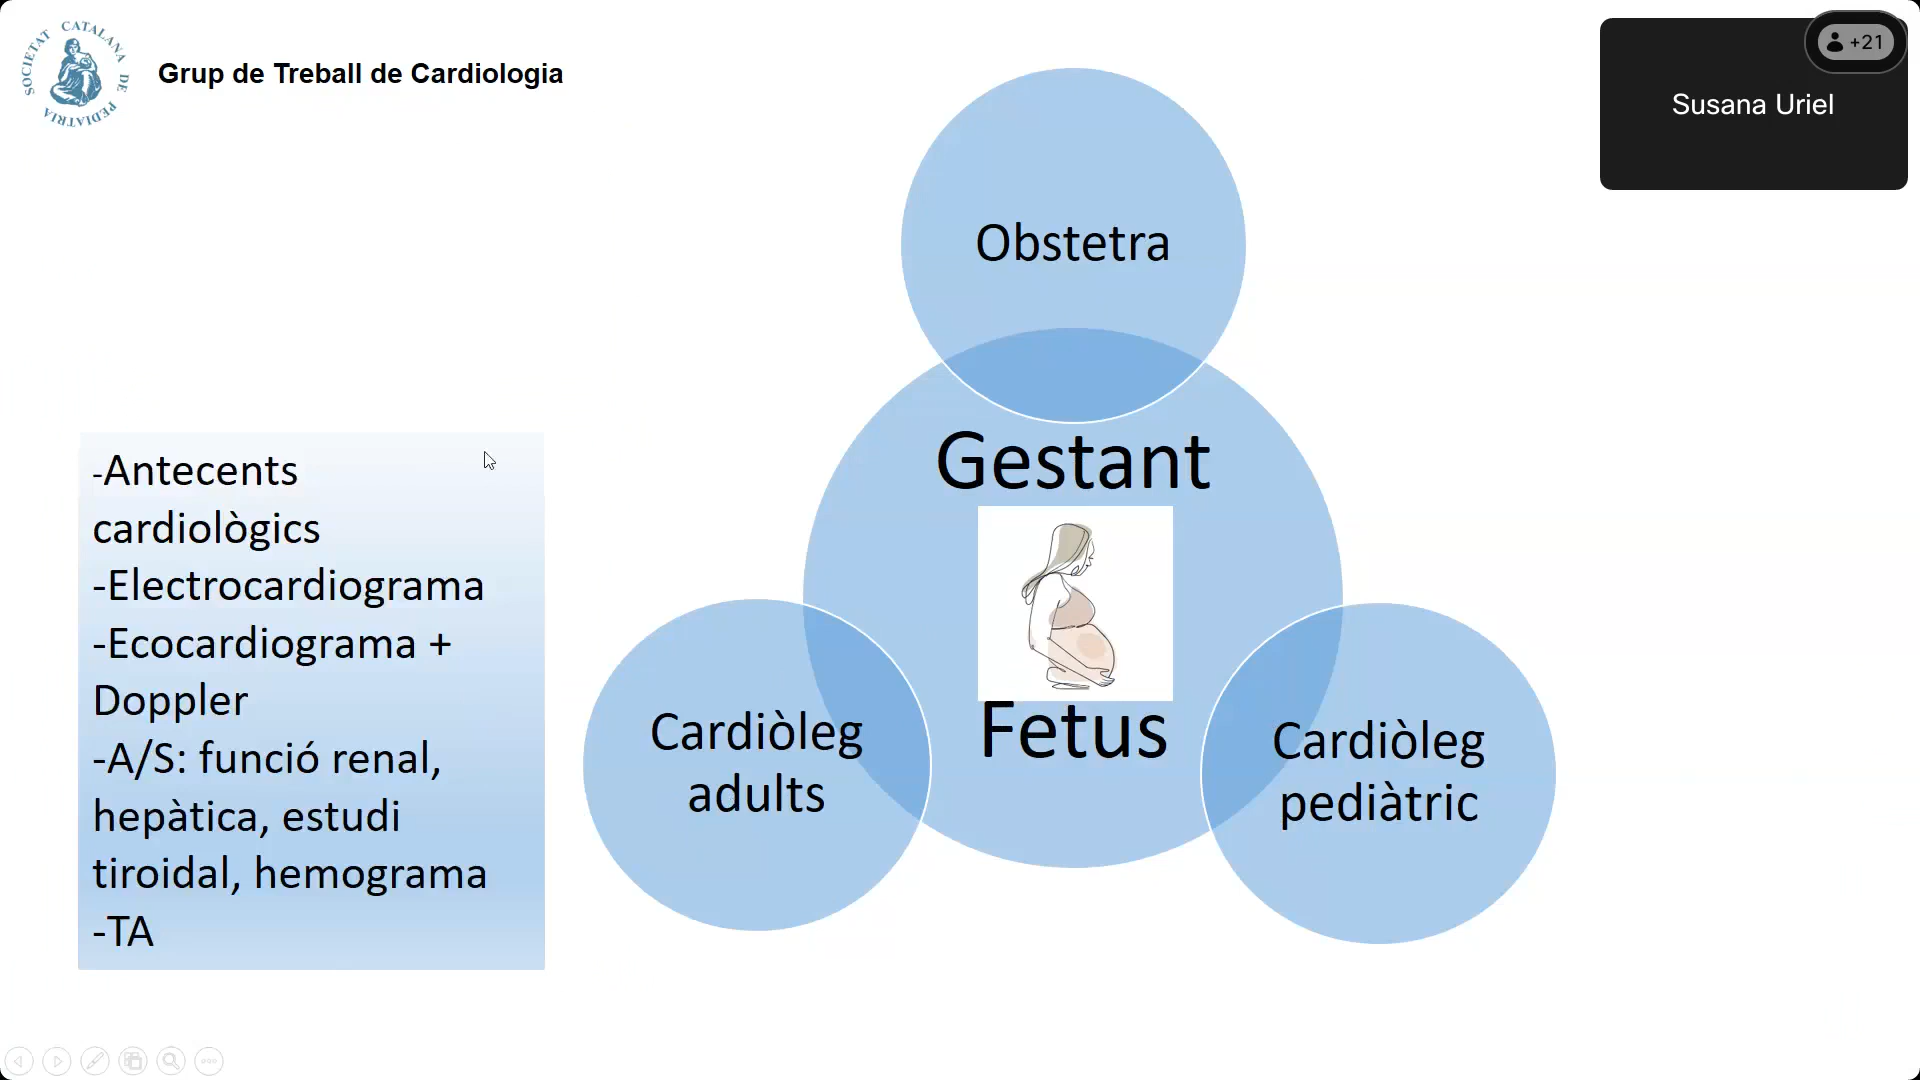 SOCIETAT CATALANA DE PEDIATRIA
Grup de Treball de Cardiologia
+21
Susana Uriel
Obstetra
Gestant
Fetus
Cardiòleg
adults
Cardiòleg
pediàtric
-Antecents
cardiològics
-Electrocardiograma
-Ecocardiograma +
Doppler
-A/S: funció renal,
hepàtica, estudi
tiroidal, hemograma
-TA